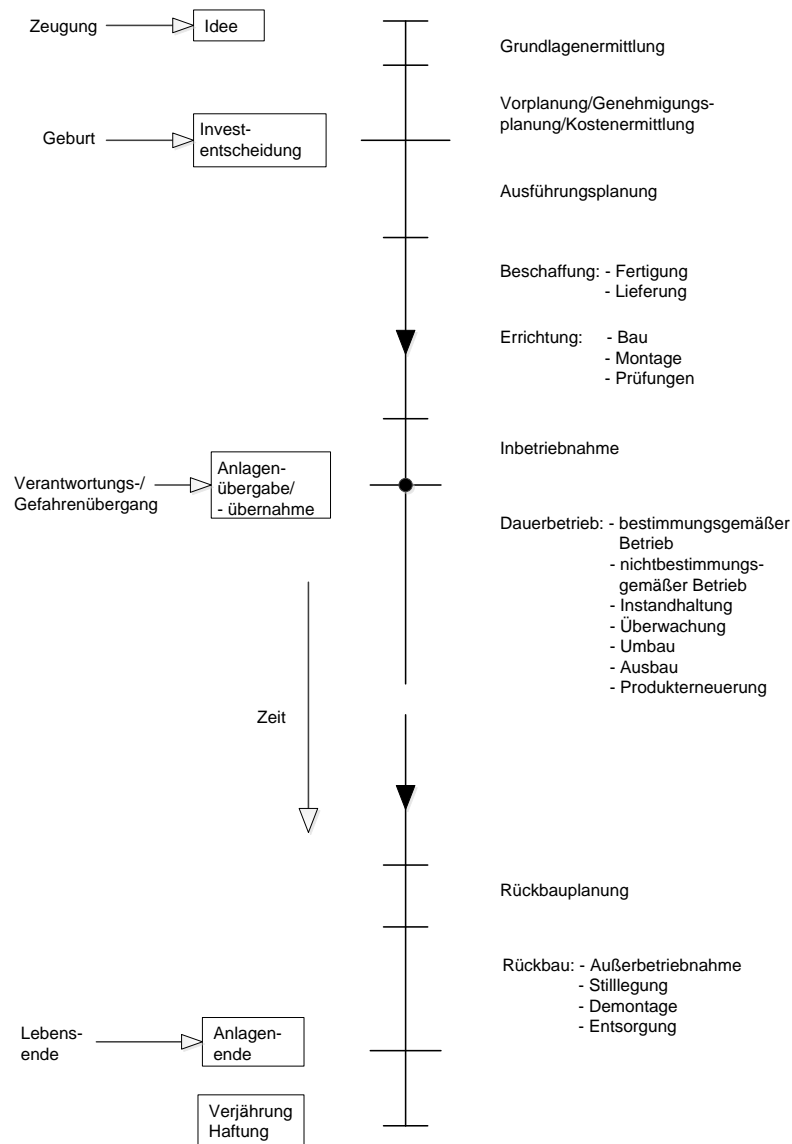 Zeugung
Idee
Grundlagenermittlung
Vorplanung/Genehmigungs-
planung/Kostenermittlung
Geburt
Invest-
entscheidung
Ausführungsplanung
Beschaffung: - Fertigung
- Lieferung
Errichtung: - Bau
- Montage
- Prüfungen
Inbetriebnahme
Verantwortungs-/
Gefahrenübergang
Anlagen-
übergabe/
- übernahme
Dauerbetrieb: - bestimmungsgemäßer
Betrieb
- nichtbestimmungs-
gemäßer Betrieb
- Instandhaltung
- Überwachung
- Umbau
- Ausbau
- Produkterneuerung
Zeit
Rückbauplanung
Rückbau: - Außerbetriebnahme
- Stilllegung
- Demontage
- Entsorgung
Lebens-
ende
Anlagen-
ende
Verjährung
Haftung